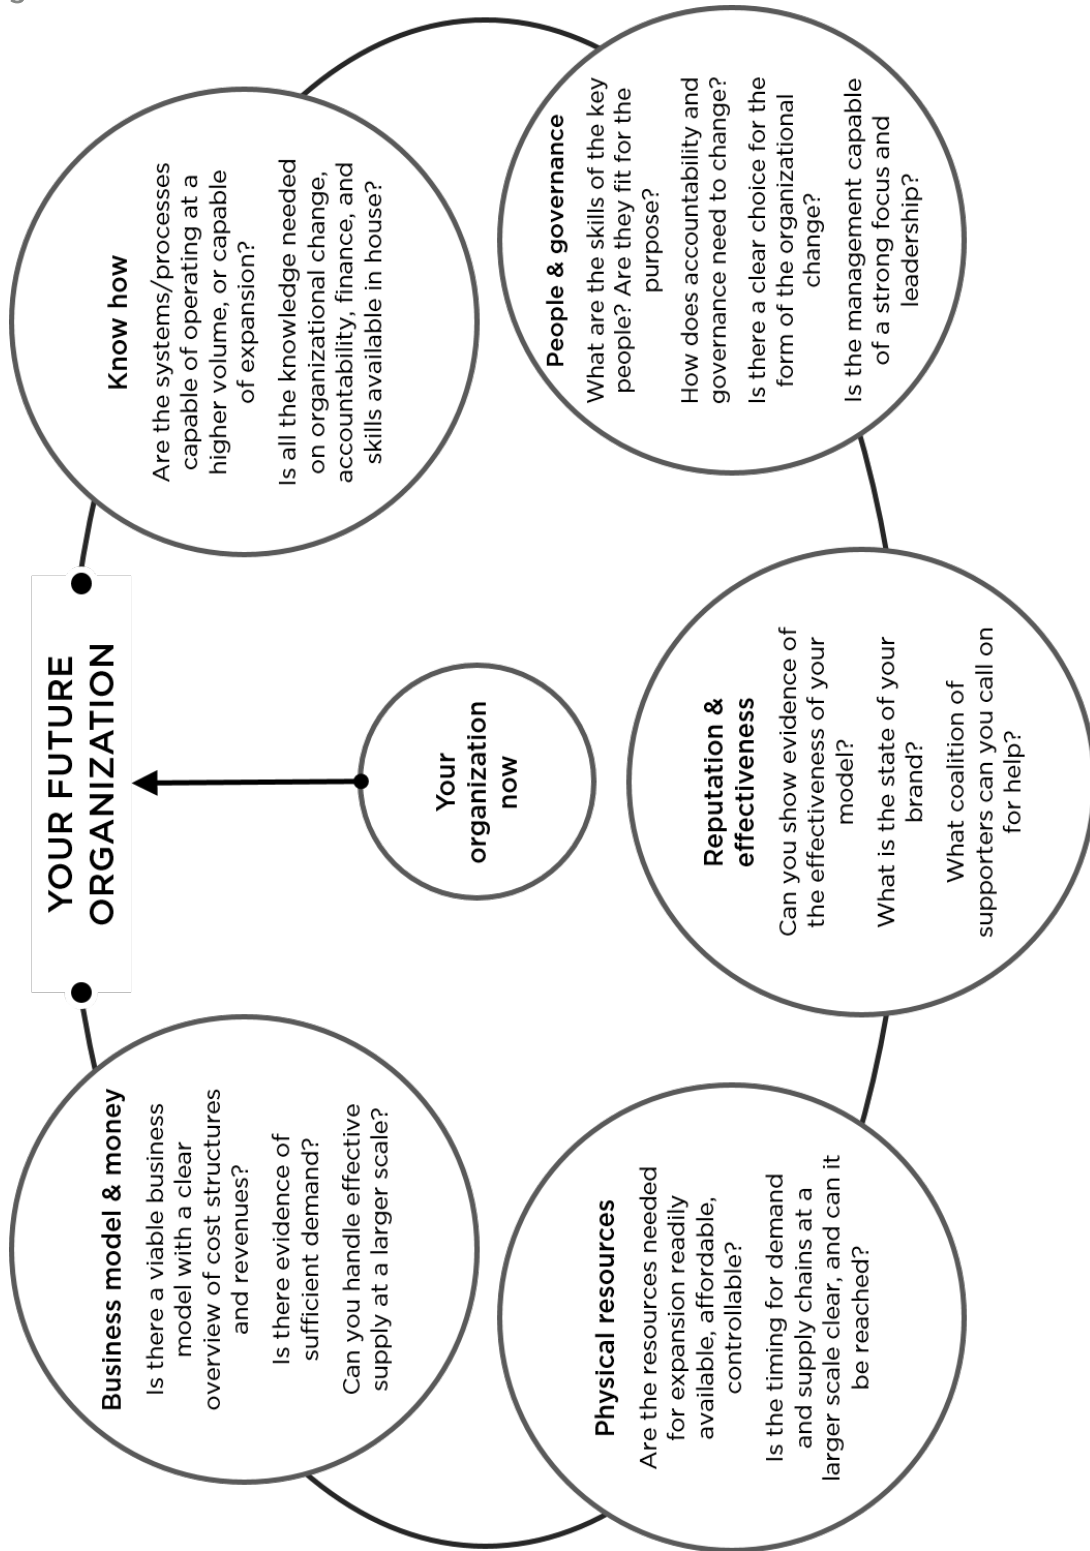 YOUR FUTURE
ORGANIZATION
Your
organization
now
Business model & money
Is there a viable business
model with a clear
overview of cost structures
and revenues?
Is there evidence of
sufficient demand?
Can you handle effective
supply at a larger scale?
Know how
Are the systems/processes
capable of operating at a
higher volume, or capable
of expansion?
Is all the knowledge needed
on organizational change,
accountability, finance, and
skills available in house?
Physical resources
Are the resources needed
for expansion readily
available, affordable,
controllable?
Is the timing for demand
and supply chains at a
larger scale clear, and can it
be reached?
Reputation &
effectiveness
Can you show evidence of
the effectiveness of your
model?
What is the state of your
brand?
What coalition of
supporters can you call on
for help?
People & governance
What are the skills of the key
people? Are they fit for the
purpose?
How does accountability and
governance need to change?
Is there a clear choice for the
form of the organizational
change?
Is the management capable
of a strong focus and
leadership?